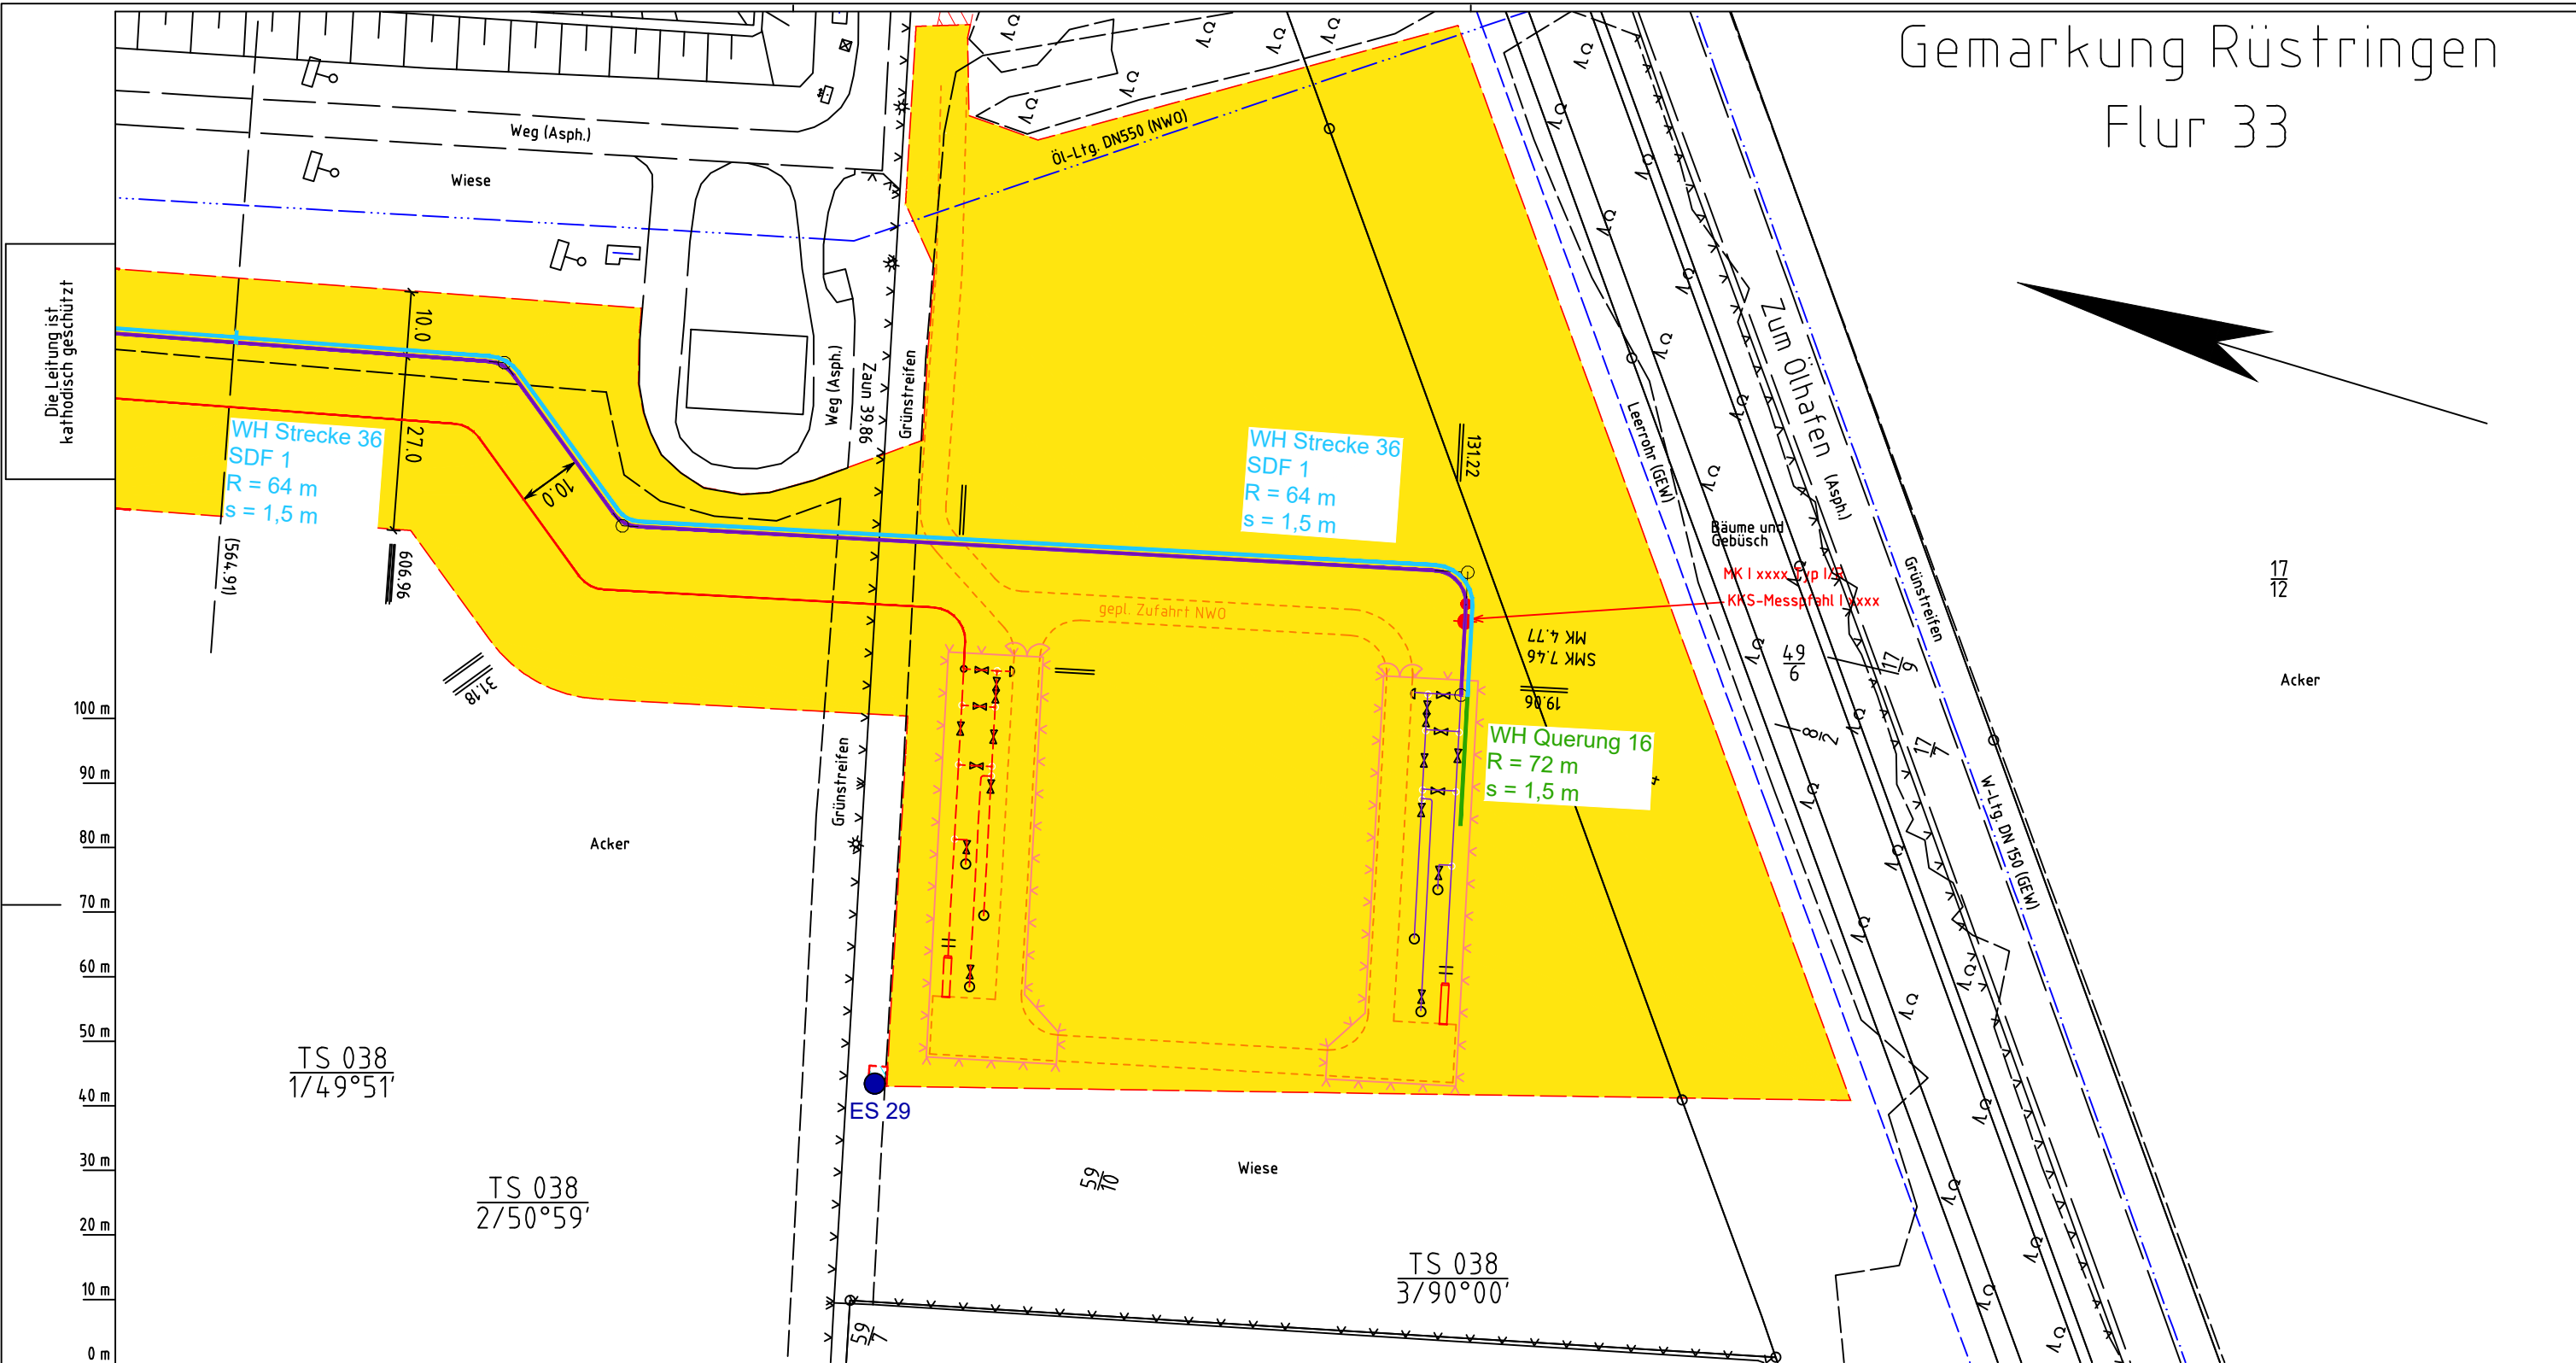 Gemarkung Rüstringen
Flur 33
Weg (Asph.)
Wiese
Öl-Ltg. DN550 (NWO)
Die Leitung ist
kathodisch geschützt
10.0
27.0
10.0
WH Strecke 36
SDF 1
R = 64 m
s = 1,5 m
(564.91)
606.96
31.18
Weg (Asph.)
Zaun 39.86
Grünstreifen
WH Strecke 36
SDF 1
R = 64 m
s = 1,5 m
131.22
Leerrohr (GEW)
Zum Ölhafen (Asph.)
Bäume und
Gebüsch
MK I xxxx Typ I/
KKS-Messpfahl I xxxx
Grünstreifen
17
12
gepl. Zufahrt NWO
MK 4.77
SMK 7.46
19.06
49
9
17
9
Acker
8
2
17
7
WH Querung 16
R = 72 m
s = 1,5 m
W-Ltg. DN 150 (GEW)
Grünstreifen
Acker
100 m
90 m
80 m
70 m
60 m
50 m
40 m
30 m
20 m
10 m
0 m
TS 038
1/49°51'
ES 29
TS 038
2/50°59'
59
10
Wiese
TS 038
3/90°00'
59
7